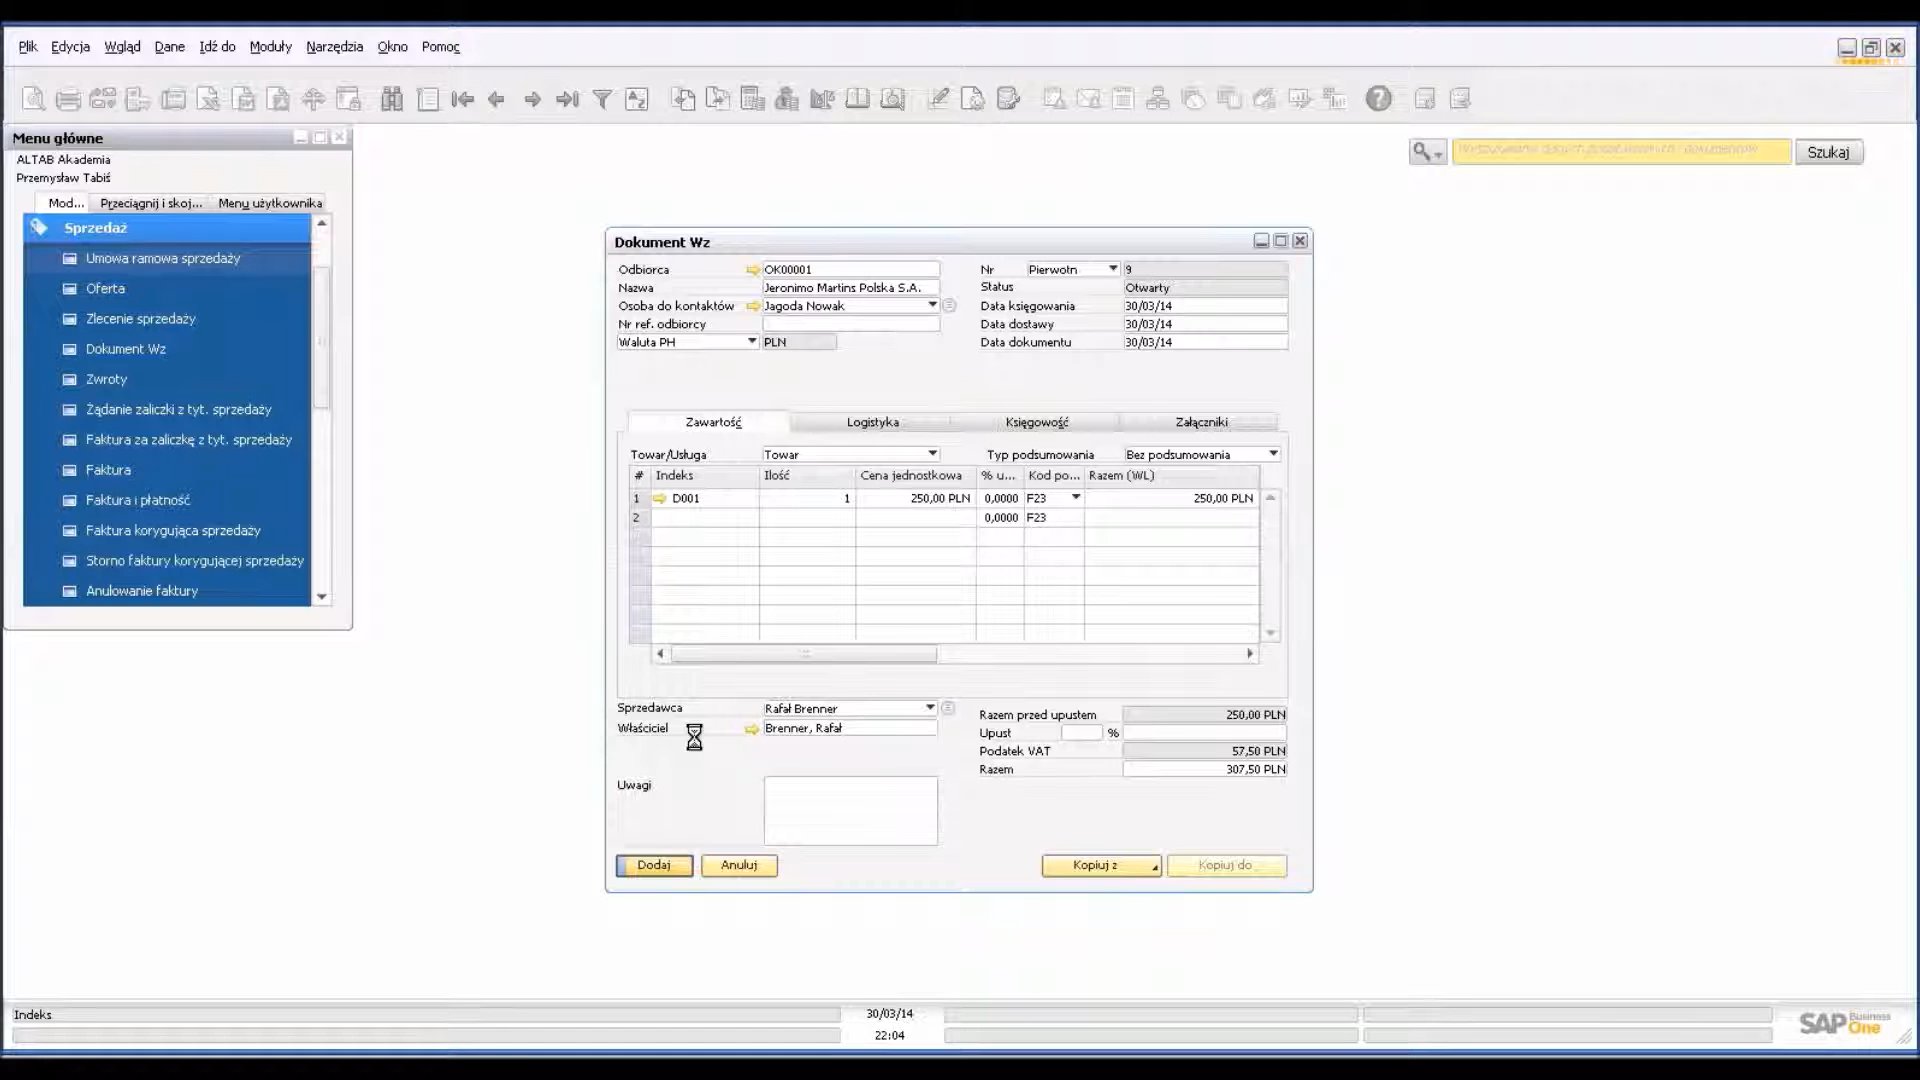 Plik Edycja Wgląd Dane Idź do Moduły Narzędzia Okno Pomoc
Menu główne
ALTAB Akademia
Przemysław Tabiś
Mod... Przeciągnij i skoj... Menu użytkownika
Sprzedaż
Umowa ramowa sprzedaży
Oferta
Zlecenie sprzedaży
Dokument Wz
Zwroty
Żądanie zaliczki z tyt. sprzedaży
Faktura za zaliczkę z tyt. sprzedaży
Faktura
Faktura i płatność
Faktura korygująca sprzedaży
Storno faktury korygującej sprzedaży
Anulowanie faktury
Szukaj
Dokument Wz
Odbiorca OK00001
Nazwa Jeronimo Martins Polska S.A.
Osoba do kontaktów Jagoda Nowak
Nr ref. odbiorcy
Waluta PH PLN
Nr Pierwotn 9
Status Otwarty
Data księgowania 30/03/14
Data dostawy 30/03/14
Data dokumentu 30/03/14
Zawartość Logistyka Księgowość Załączniki
Towar/Usługa Towar Typ podsumowania Bez podsumowania
# Indeks Ilość Cena jednostkowa % u... Kod po... Razem (WL)
1 D001 1 250,00 PLN 0,0000 F23 250,00 PLN
2 0,0000 F23
Sprzedawca Rafał Brenner
Właściciel Brenner, Rafał
Uwagi
Razem przed upustem 250,00 PLN
Upust %
Podatek VAT 57,50 PLN
Razem 307,50 PLN
Dodaj Anuluj Kopiuj z Kopiuj do
Indeks 30/03/14
22:04
SAP Business One